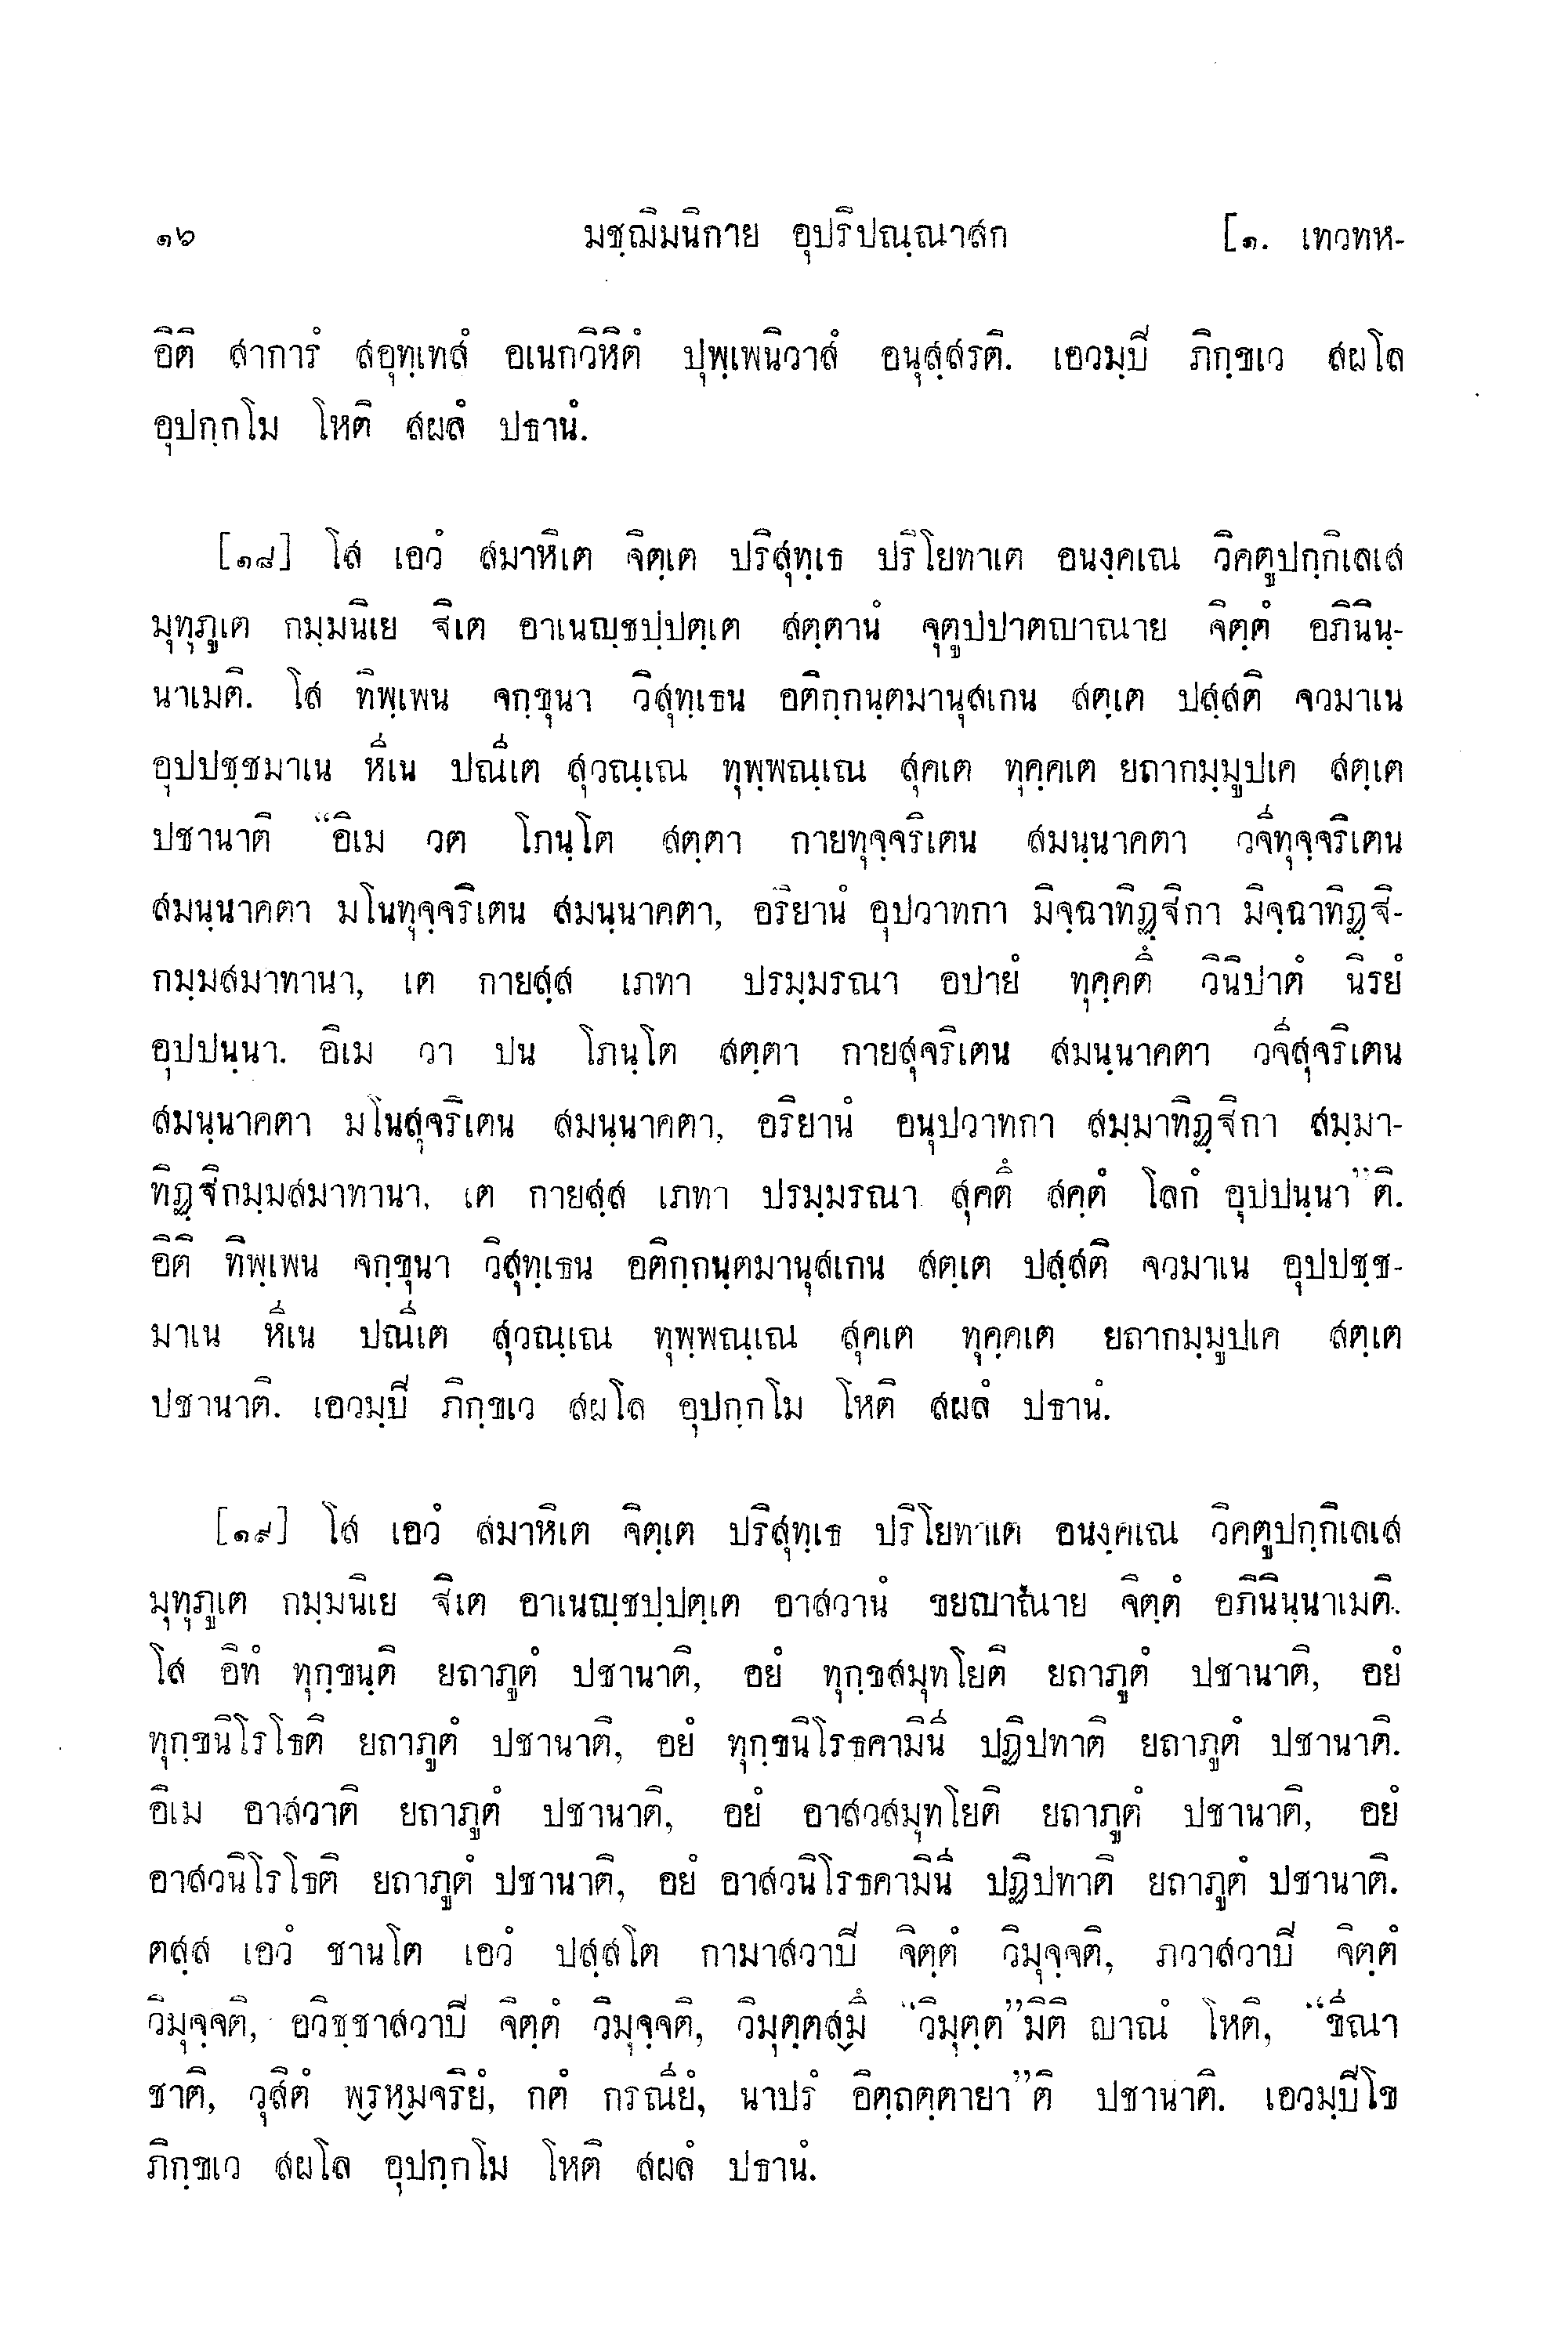 ๑๖ มชฺฌิมนิกาย อุปริปณฺณาสก [๑. เทวทห-
อิติ สาการํ สอุทฺเทสํ อเนกวิหิตํ ปุพฺเพนิวาสํ อนุสฺสรติ. เอวมฺปิ ภิกฺขเว สผโล
อุปกฺกโม โหติ สผลํ ปธานํ.
[๑๘] โส เอวํ สมาหิเต จิตฺเต ปริสุทฺเธ ปริโยทาเต อนงฺคเณ วิคตูปกฺกิเลเส
มุทุภูเต กมฺมนิเย ฐิเต อาเนญฺชปฺปตฺเต สตฺตานํ จุตูปปาตญาณาย จิตฺตํ อภินินฺ-
นาเมติ. โส ทิพฺเพน จกฺขุนา วิสุทฺเธน อติกฺกนฺตมานุสเกน สตฺเต ปสฺสติ จวมาเน
อุปปชฺชมาเน หีเน ปณีเต สุวณฺเณ ทุพฺพณฺเณ สุคเต ทุคฺคเต ยถากมฺมูปเค สตฺเต
ปชานาติ “อิเม วต โภนฺโต สตฺตา กายทุจฺจริเตน สมนฺนาคตา วจีทุจฺจริเตน
สมนฺนาคตา มโนทุจฺจริเตน สมนฺนาคตา, อริยานํ อุปวาทกา มิจฺฉาทิฏฺฐิกา มิจฺฉาทิฏฺฐิ-
กมฺมสมาทานา, เต กายสฺส เภทา ปรมฺมรณา อปายํ ทุคฺคตึ วินิปาตํ นิรยํ
อุปปนฺนา. อิเม วา ปน โภนฺโต สตฺตา กายสุจริเตน สมนฺนาคตา วจีสุจริเตน
สมนฺนาคตา มโนสุจริเตน สมนฺนาคตา, อริยานํ อนุปวาทกา สมฺมาทิฏฺฐิกา สมฺมา-
ทิฏฺฐิกมฺมสมาทานา, เต กายสฺส เภทา ปรมฺมรณา สุคตึ สคฺคํ โลกํ อุปปนฺนา”ติ.
อิติ ทิพฺเพน จกฺขุนา วิสุทฺเธน อติกฺกนฺตมานุสเกน สตฺเต ปสฺสติ จวมาเน อุปปชฺช-
มาเน หีเน ปณีเต สุวณฺเณ ทุพฺพณฺเณ สุคเต ทุคฺคเต ยถากมฺมูปเค สตฺเต
ปชานาติ. เอวมฺปิ ภิกฺขเว สผโล อุปกฺกโม โหติ สผลํ ปธานํ.
[๑๙] โส เอวํ สมาหิเต จิตฺเต ปริสุทฺเธ ปริโยทาเต อนงฺคเณ วิคตูปกฺกิเลเส
มุทุภูเต กมฺมนิเย ฐิเต อาเนญฺชปฺปตฺเต อาสวานํ ขยญาณาย จิตฺตํ อภินินฺนาเมติ.
โส อิทํ ทุกฺขนฺติ ยถาภูตํ ปชานาติ, อยํ ทุกฺขสมุทโยติ ยถาภูตํ ปชานาติ, อยํ
ทุกฺขนิโรโธติ ยถาภูตํ ปชานาติ, อยํ ทุกฺขนิโรธคามินี ปฏิปทาติ ยถาภูตํ ปชานาติ.
อิเม อาสวาติ ยถาภูตํ ปชานาติ, อยํ อาสวสมุทโยติ ยถาภูตํ ปชานาติ, อยํ
อาสวนิโรโธติ ยถาภูตํ ปชานาติ, อยํ อาสวนิโรธคามินี ปฏิปทาติ ยถาภูตํ ปชานาติ.
ตสฺส เอวํ ชานโต เอวํ ปสฺสโต กามาสวาปิ จิตฺตํ วิมุจฺจติ, ภวาสวาปิ จิตฺตํ
วิมุจฺจติ, อวิชฺชาสวาปิ จิตฺตํ วิมุจฺจติ, วิมุตฺตสฺมึ “วิมุตฺต”มิติ ญาณํ โหติ, “ขีณา
ชาติ, วุสิตํ พฺรหฺมจริยํ, กตํ กรณียํ, นาปรํ อิตฺถตฺตายา”ติ ปชานาติ. เอวมฺปิโข
ภิกฺขเว สผโล อุปกฺกโม โหติ สผลํ ปธานํ.